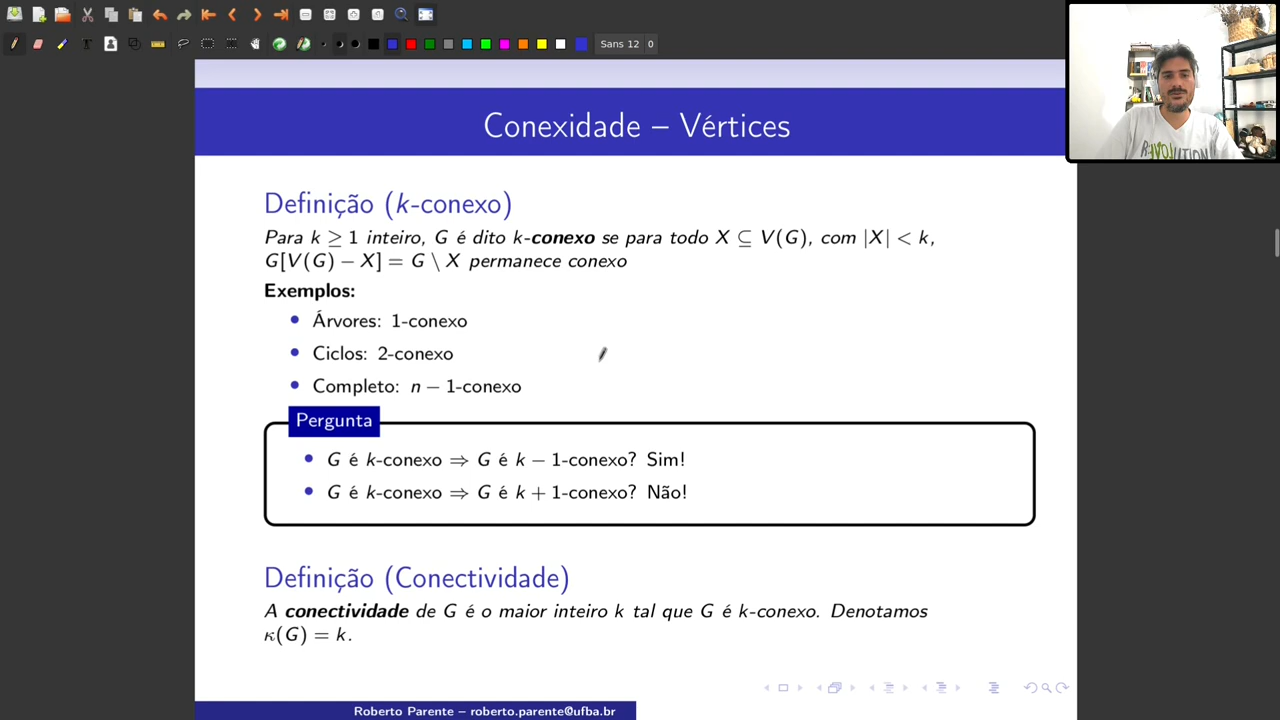 Sans 12 0
Conexidade – Vértices
Definição (k-conexo)
Para k ≥ 1 inteiro, G é dito k-conexo se para todo X ⊆ V(G), com |X| < k,
G[V(G) − X] = G \ X permanece conexo
Exemplos:
• Árvores: 1-conexo
• Ciclos: 2-conexo
• Completo: n − 1-conexo
Pergunta
• G é k-conexo ⇒ G é k − 1-conexo? Sim!
• G é k-conexo ⇒ G é k + 1-conexo? Não!
Definição (Conectividade)
A conectividade de G é o maior inteiro k tal que G é k-conexo. Denotamos
κ(G) = k.
Roberto Parente – roberto.parente@ufba.br